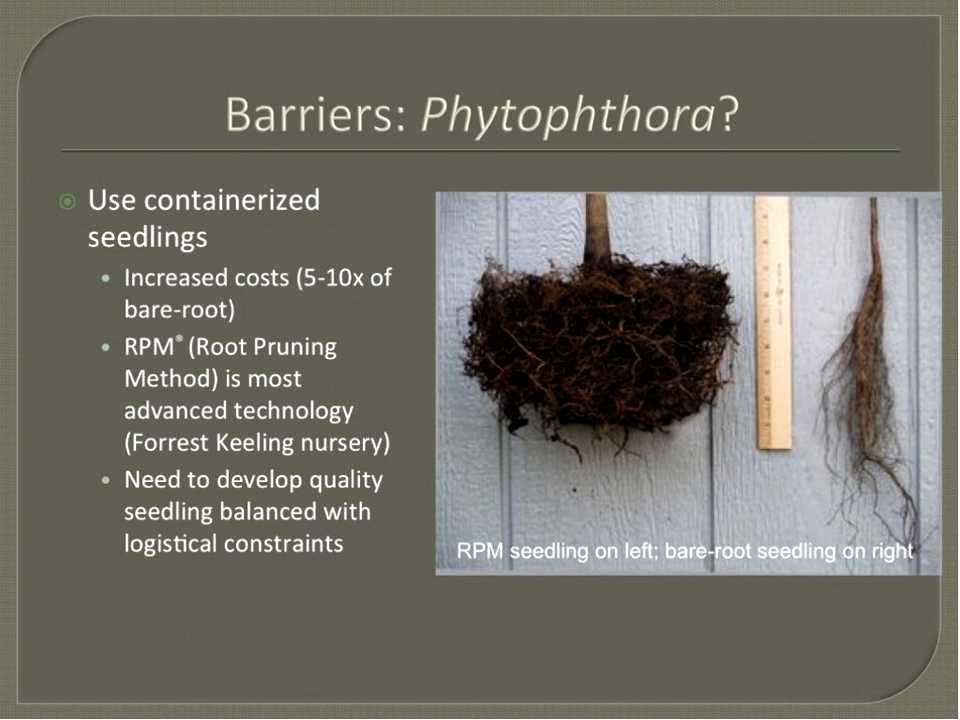 Barriers: Phytophthora?
Use containerized
seedlings
Increased costs (5-10x of
bare-root)
RPM® (Root Pruning
Method) is most
advanced technology
(Forrest Keeling nursery)
Need to develop quality
seedling balanced with
logistical constraints
RPM seedling on left; bare-root seedling on right